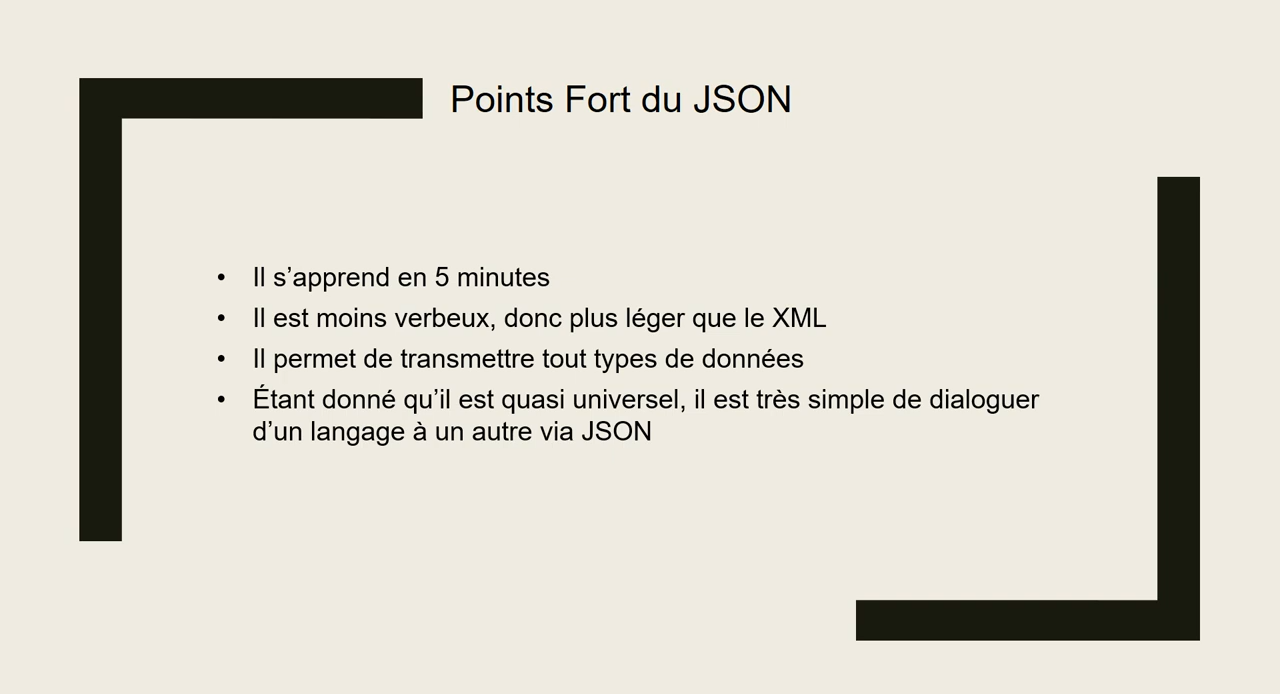 Points Fort du JSON
• Il s’apprend en 5 minutes
• Il est moins verbeux, donc plus léger que le XML
• Il permet de transmettre tout types de données
• Étant donné qu’il est quasi universel, il est très simple de dialoguer
d’un langage à un autre via JSON